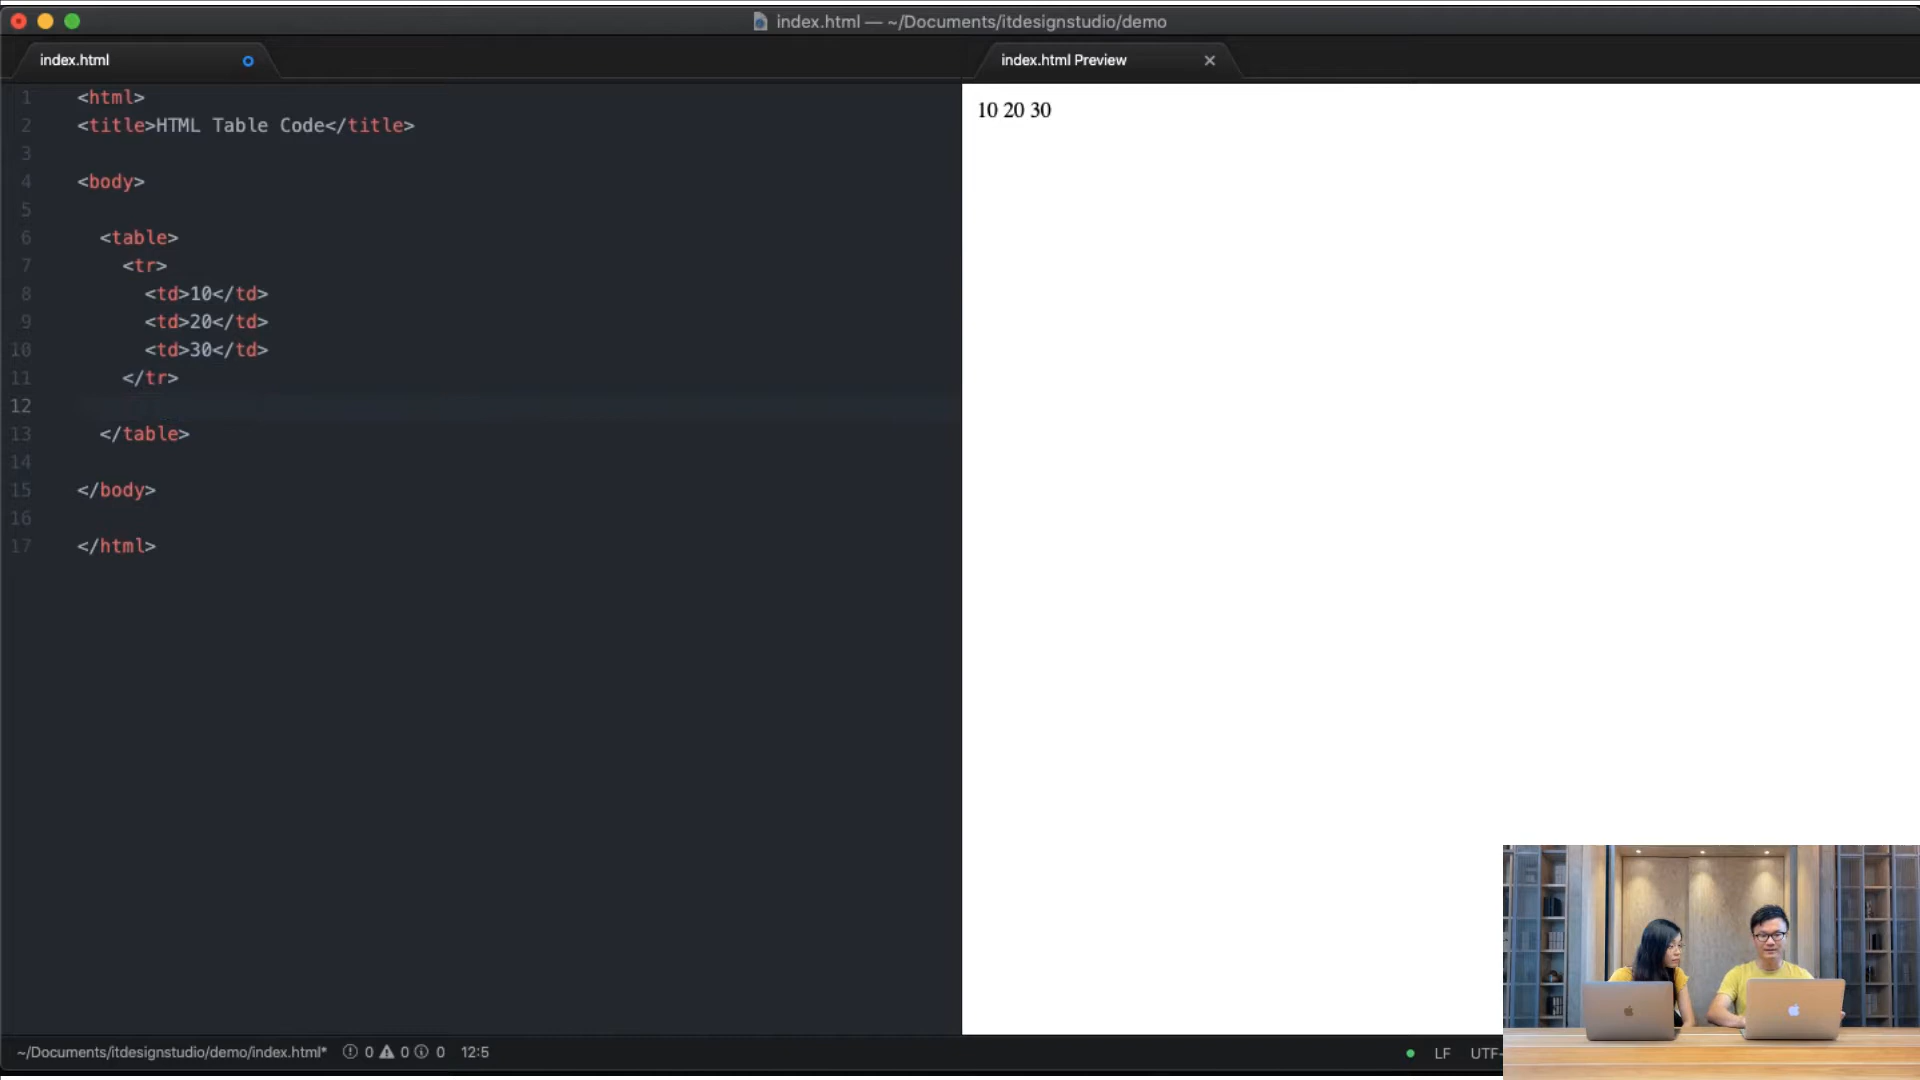 index.html — ~/Documents/itdesignstudio/demo
index.html
index.html Preview
1 <html>
2 <title>HTML Table Code</title>
3
4 <body>
5
6 <table>
7 <tr>
8 <td>10</td>
9 <td>20</td>
10 <td>30</td>
11 </tr>
12
13 </table>
14
15 </body>
16
17 </html>
10 20 30
~/Documents/itdesignstudio/demo/index.html* 0 0 0 12:5
LF UTF-